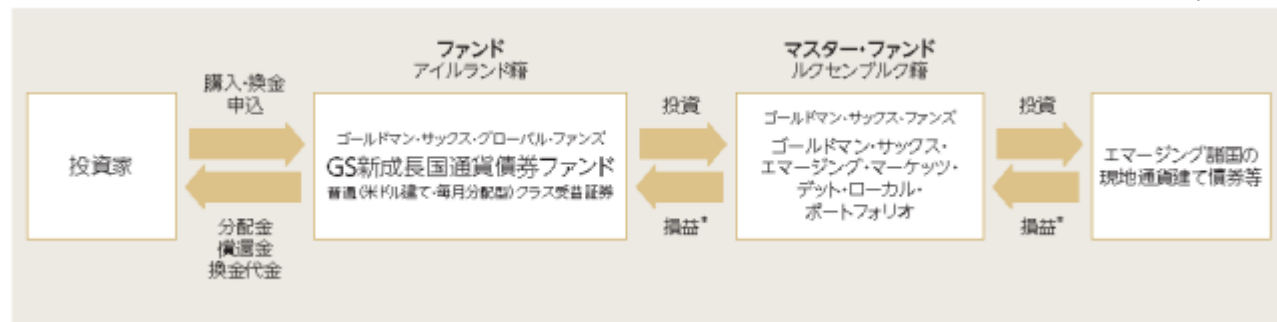 ファンド
アイルランド籍
マスター・ファンド
ルクセンブルク籍
購入・換金
申込
投資
投資
投資家
ゴールドマン・サックス・グローバル・ファンズ
GS新成長国通貨債券ファンド
普通(米ドル建て・毎月分配型)クラス受益証券
ゴールドマン・サックス・ファンズ
ゴールドマン・サックス・
エマージング・マーケッツ・
デット・ローカル・
ポートフォリオ
エマージング諸国の
現地通貨建て債券等
分配金
償還金
換金代金
損益*
損益*